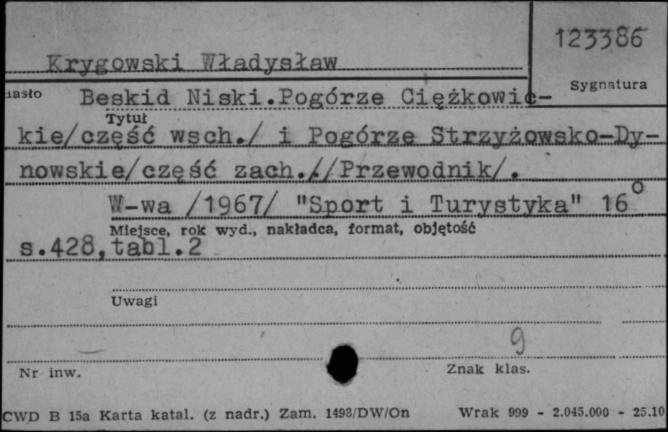 123386
Krygowski Władysław
Sygnatura
Beskid Niski.Pogórze Ciężkowic-
Tytuł
kie/część wsch./ i Pogórze Strzyżowsko-Dy-
nowskie/część zach.//Przewodnik/.
W-wa /1967/ "Sport i Turystyka" 16°
Miejsce, rok wyd., nakładca, format, objętość
s.428,tabl.2
Uwagi
9
Nr inw.
Znak klas.
CWD B 15a Karta katal. (z nadr.) Zam. 1498/DW/On Wrak 999 - 2.045.000 - 25.10